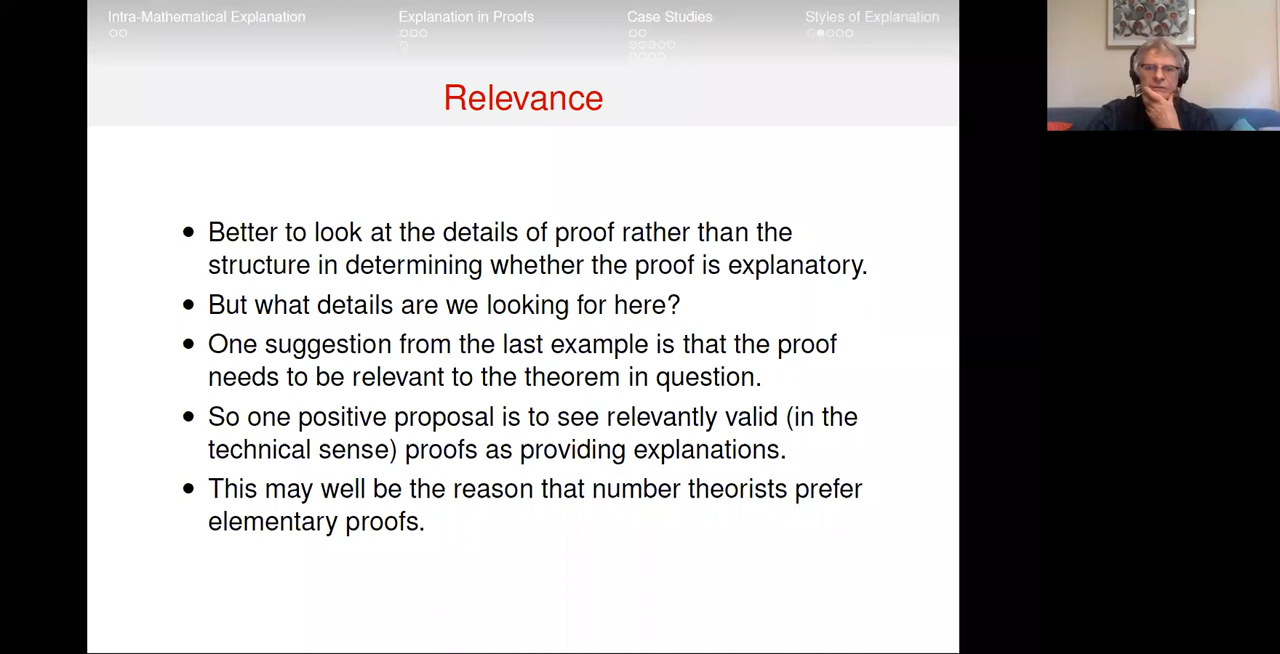 Intra-Mathematical Explanation Explanation in Proofs Case Studies Styles of Explanation
Relevance
• Better to look at the details of proof rather than the
structure in determining whether the proof is explanatory.
• But what details are we looking for here?
• One suggestion from the last example is that the proof
needs to be relevant to the theorem in question.
• So one positive proposal is to see relevantly valid (in the
technical sense) proofs as providing explanations.
• This may well be the reason that number theorists prefer
elementary proofs.